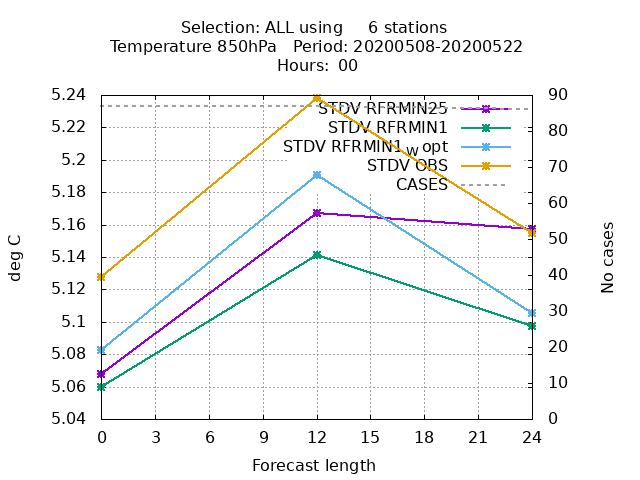 Selection: ALL using     6 stations
Temperature 850hPa   Period: 20200508-20200522
Hours:  00
5.24
5.22
5.2
5.18
5.16
5.14
5.12
5.1
5.08
5.06
5.04
deg C
STDV RFRMIN25
STDV RFRMIN1
STDV RFRMIN1 w opt
STDV OBS
CASES
90
80
70
60
50
40
30
20
10
0
No cases
0 3 6 9 12 15 18 21 24
Forecast length